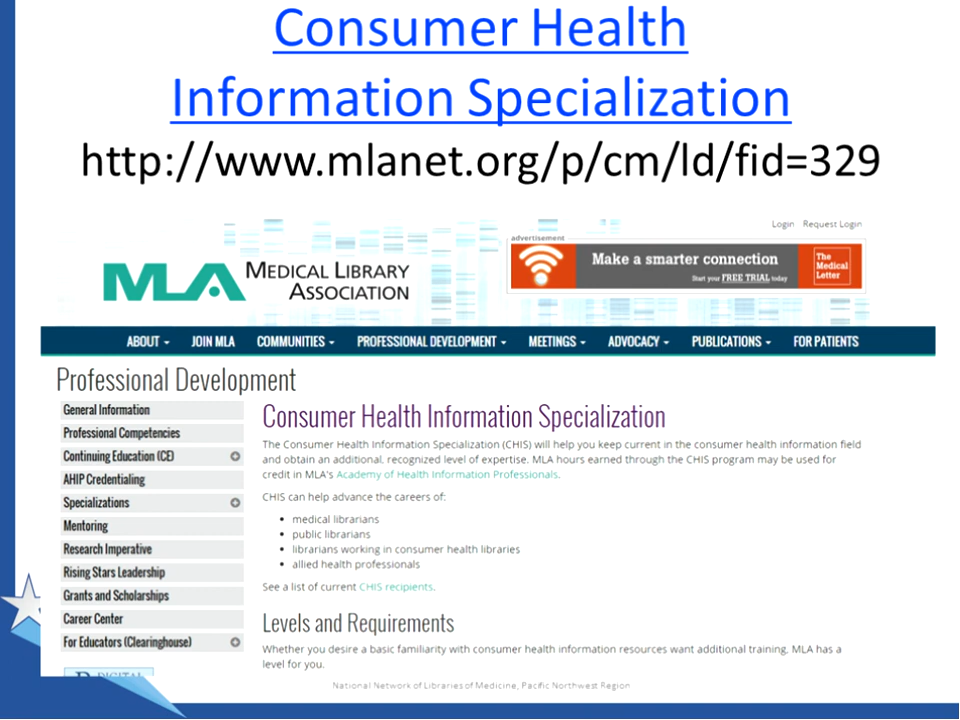 Consumer Health
Information Specialization
http://www.mlanet.org/p/cm/ld/fid=329
Login Request Login
advertisement
Make a smarter connection
Start your FREE TRIAL today
The
Medical
Letter
MLA MEDICAL LIBRARY
ASSOCIATION
ABOUT JOIN MLA COMMUNITIES PROFESSIONAL DEVELOPMENT MEETINGS ADVOCACY PUBLICATIONS FOR PATIENTS
Professional Development
General Information
Professional Competencies
Continuing Education (CE)
AHIP Credentialing
Specializations
Mentoring
Research Imperative
Rising Stars Leadership
Grants and Scholarships
Career Center
For Educators (Clearinghouse)
DIGITAL
Consumer Health Information Specialization
The Consumer Health Information Specialization (CHIS) will help you keep current in the consumer health information field
and obtain an additional, recognized level of expertise. MLA hours earned through the CHIS program may be used for
credit in MLA's Academy of Health Information Professionals.
CHIS can help advance the careers of:
• medical librarians
• public librarians
• librarians working in consumer health libraries
• allied health professionals
See a list of current CHIS recipients.
Levels and Requirements
Whether you desire a basic familiarity with consumer health information resources want additional training, MLA has a
level for you.
National Network of Libraries of Medicine, Pacific Northwest Region